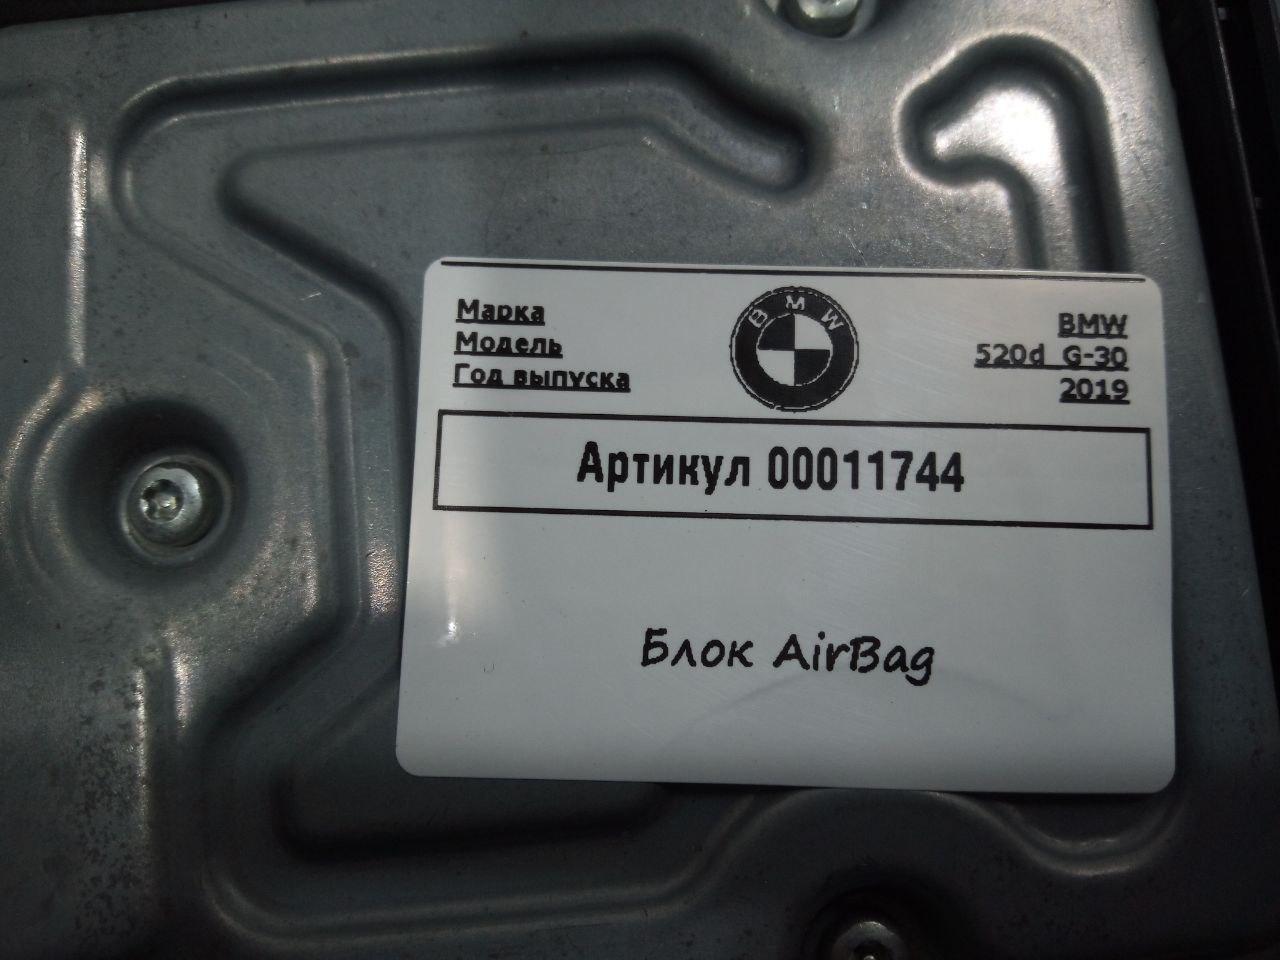 Марка BMW BMW
Модель 520d G-30
Год выпуска 2019
Артикул 00011744
Блок AirBag